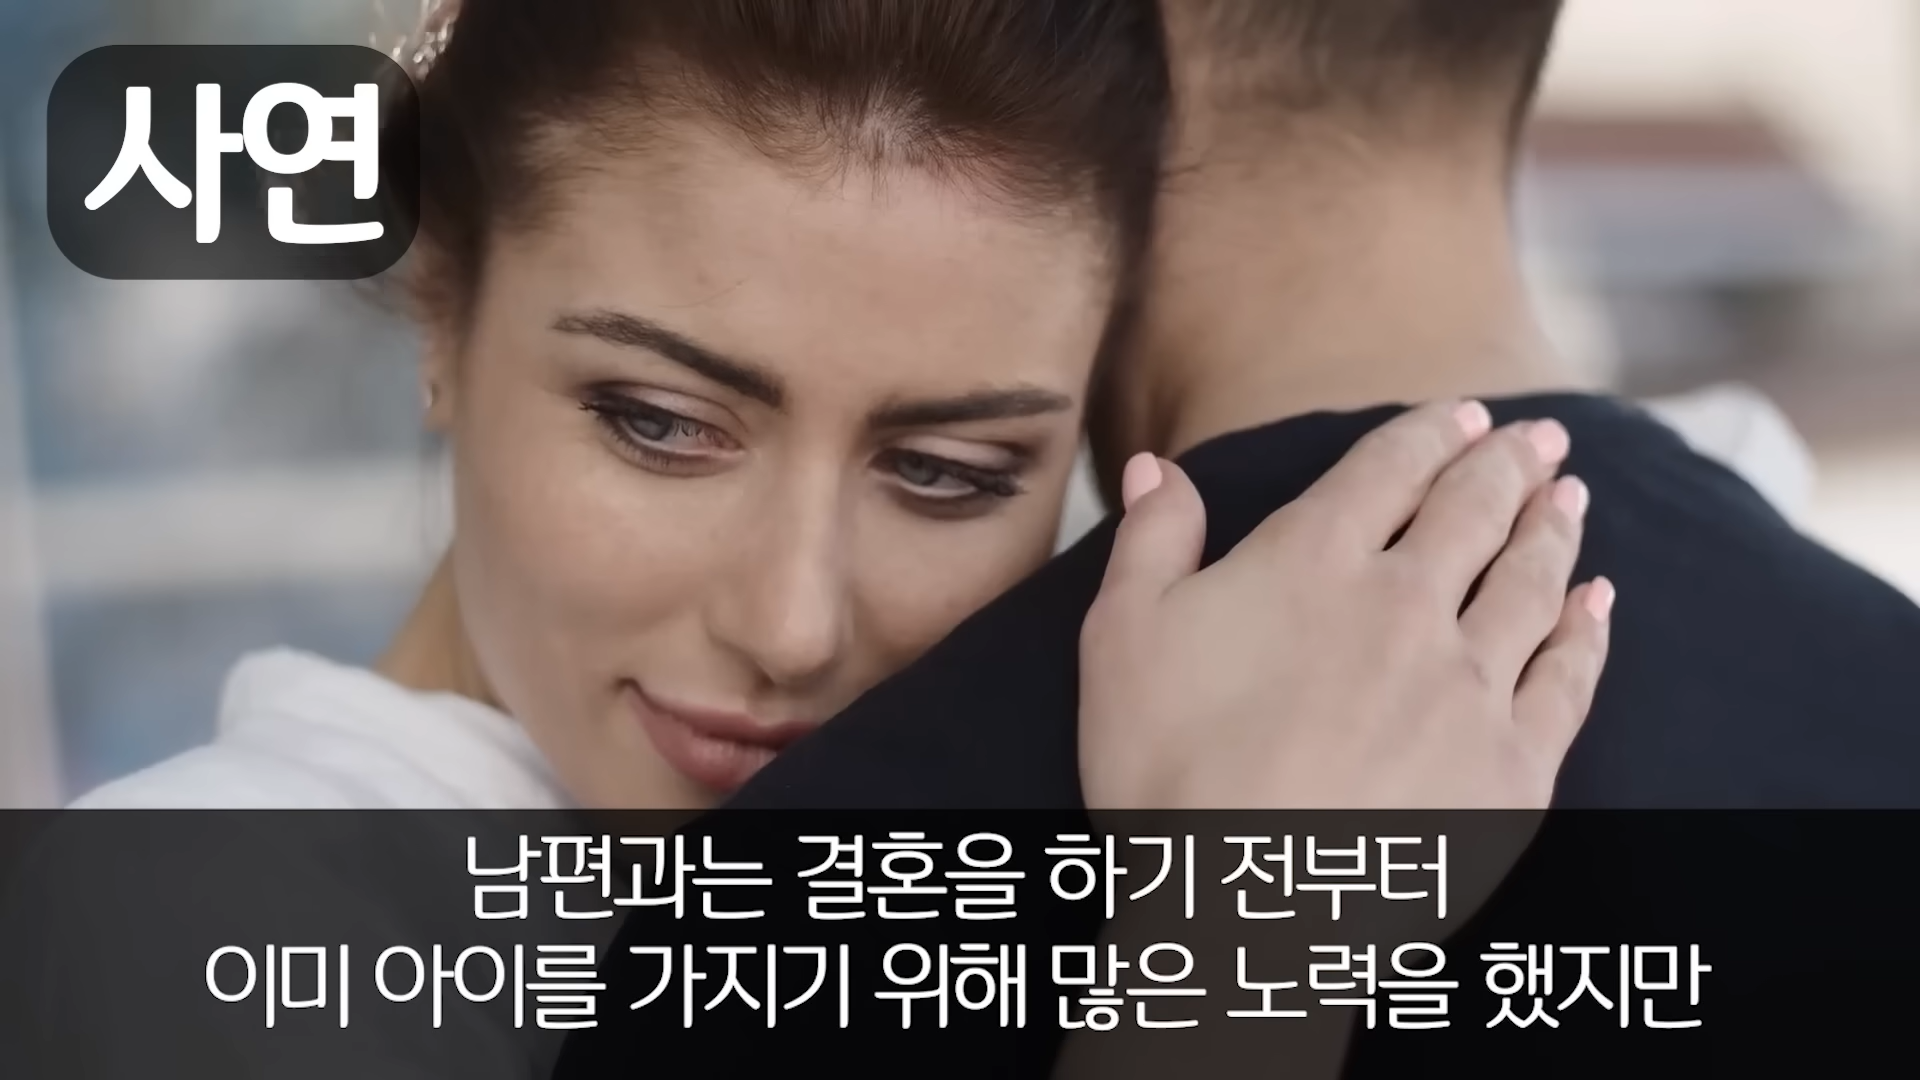 사연
남편과는 결혼을 하기 전부터
이미 아이를 가지기 위해 많은 노력을 했지만